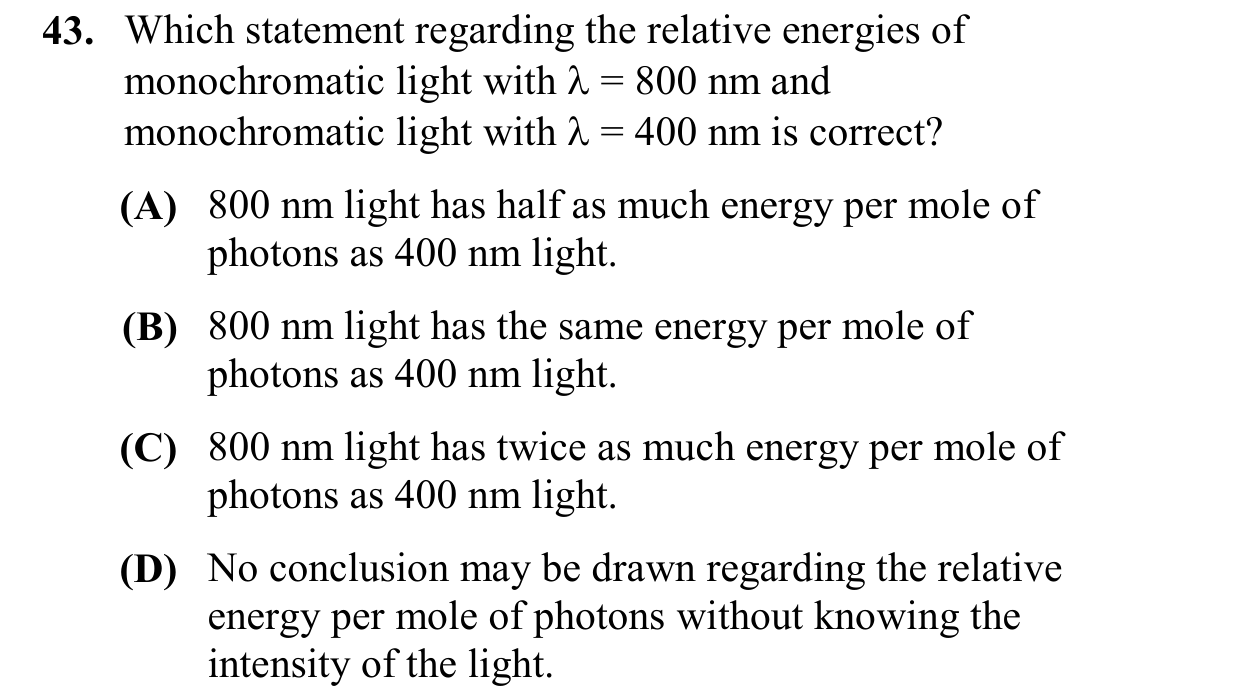 43. Which statement regarding the relative energies of
monochromatic light with λ = 800 nm and
monochromatic light with λ = 400 nm is correct?
(A) 800 nm light has half as much energy per mole of
photons as 400 nm light.
(B) 800 nm light has the same energy per mole of
photons as 400 nm light.
(C) 800 nm light has twice as much energy per mole of
photons as 400 nm light.
(D) No conclusion may be drawn regarding the relative
energy per mole of photons without knowing the
intensity of the light.